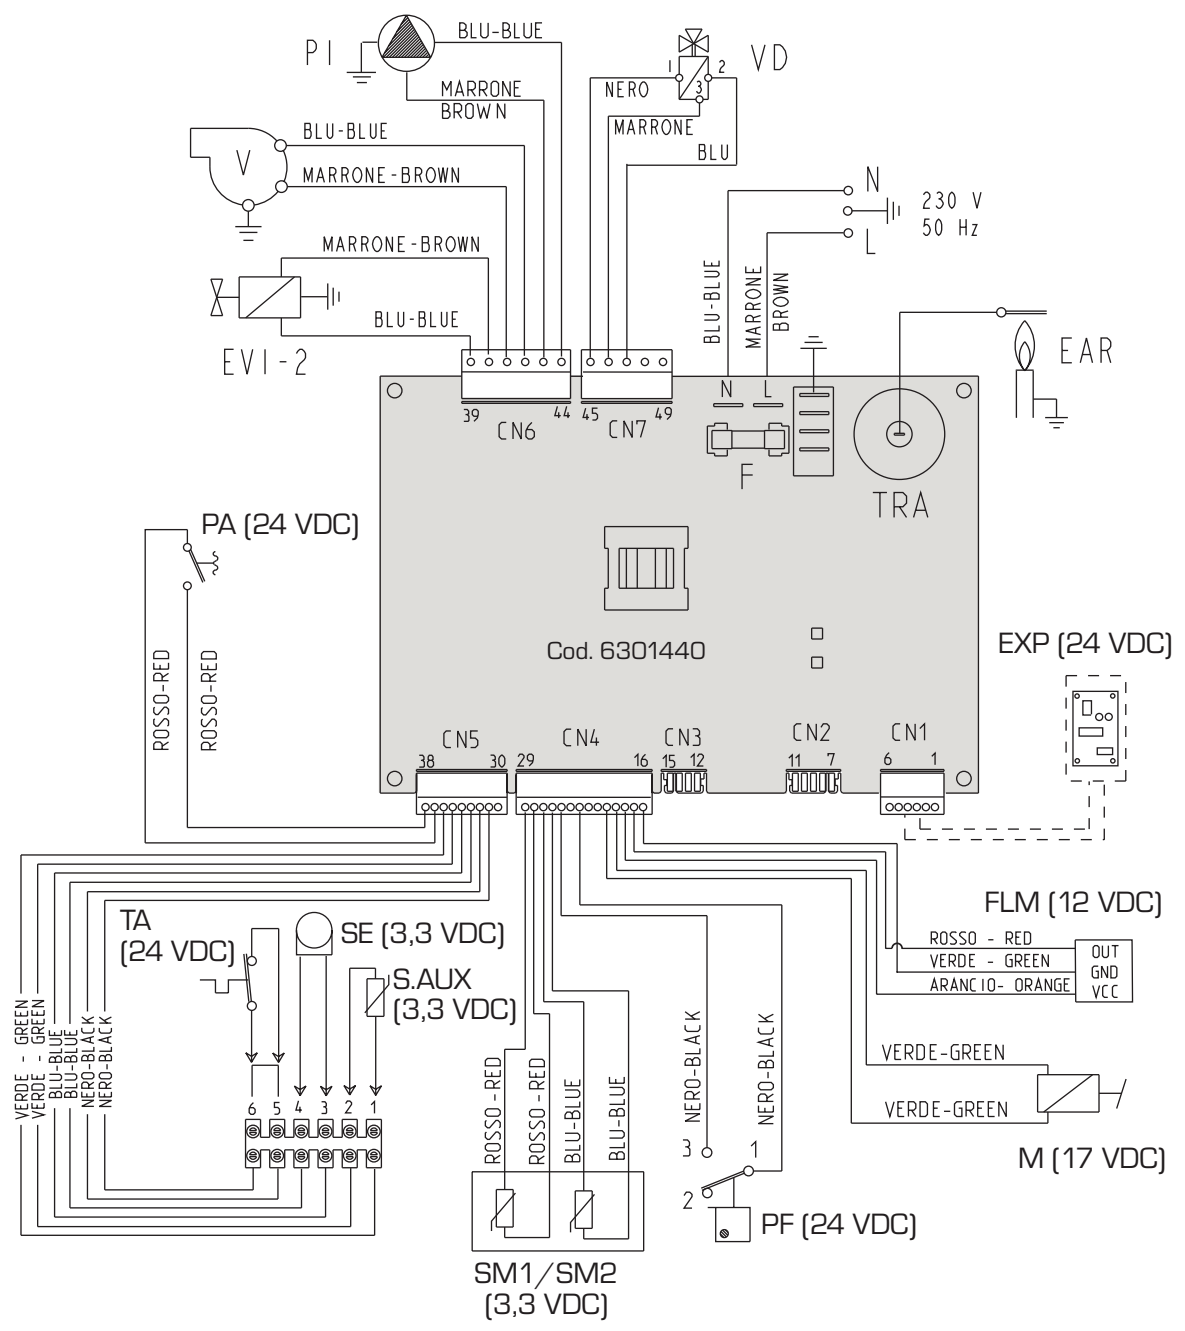 PI
BLU-BLUE
MARRONE
BROWN
VD
1
2
3
NERO
MARRONE
BLU
V
BLU-BLUE
MARRONE-BROWN
N
230 V
50 Hz
L
MARRONE-BROWN
BLU-BLUE
EV1-2
BLU-BLUE
MARRONE
BROWN
EAR
39
44
45
49
CN6
CN7
N
L
F
TRA
PA (24 VDC)
ROSSO-RED
ROSSO-RED
Cod. 6301440
EXP (24 VDC)
CN5
CN4
CN3
CN2
CN1
38
30
29
16
15
12
11
7
6
1
TA
(24 VDC)
SE (3,3 VDC)
S.AUX
(3,3 VDC)
FLM (12 VDC)
ROSSO - RED
VERDE - GREEN
ARANCIO- ORANGE
OUT
GND
VCC
VERDE - GREEN
VERDE - GREEN
BLU-BLUE
BLU-BLUE
NERO-BLACK
NERO-BLACK
6
5
4
3
2
1
ROSSO-RED
ROSSO-RED
BLU-BLUE
BLU-BLUE
NERO-BLACK
NERO-BLACK
3
1
2
VERDE-GREEN
VERDE-GREEN
M (17 VDC)
PF (24 VDC)
SM1/SM2
(3,3 VDC)